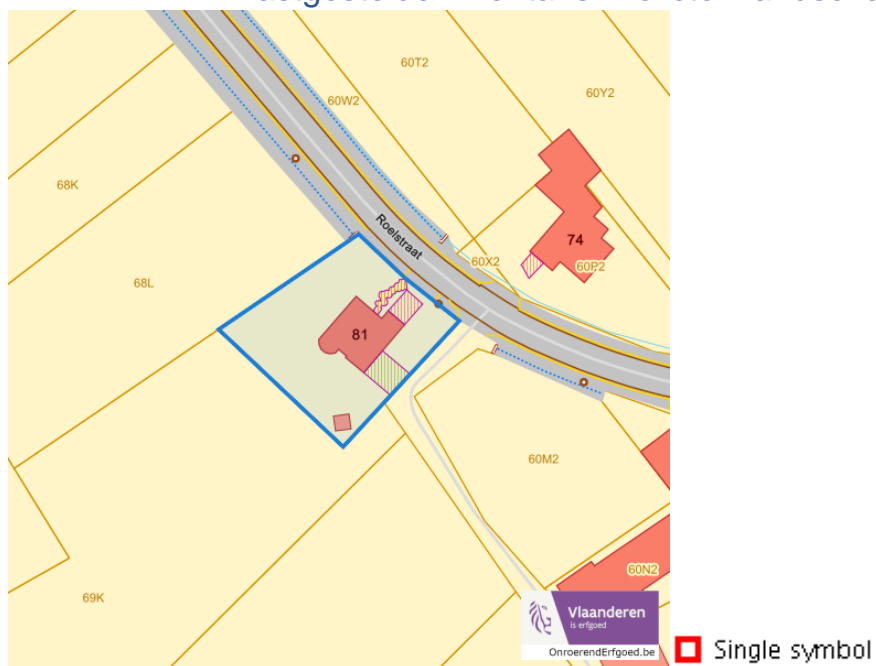 60T2
60W2
60Y2
68K
Roelstraat
74
60X2
60P2
68L
81
60M2
60N2
69K
Vlaanderen
is erfgoed
OnroerendErfgoed.be
Single symbol